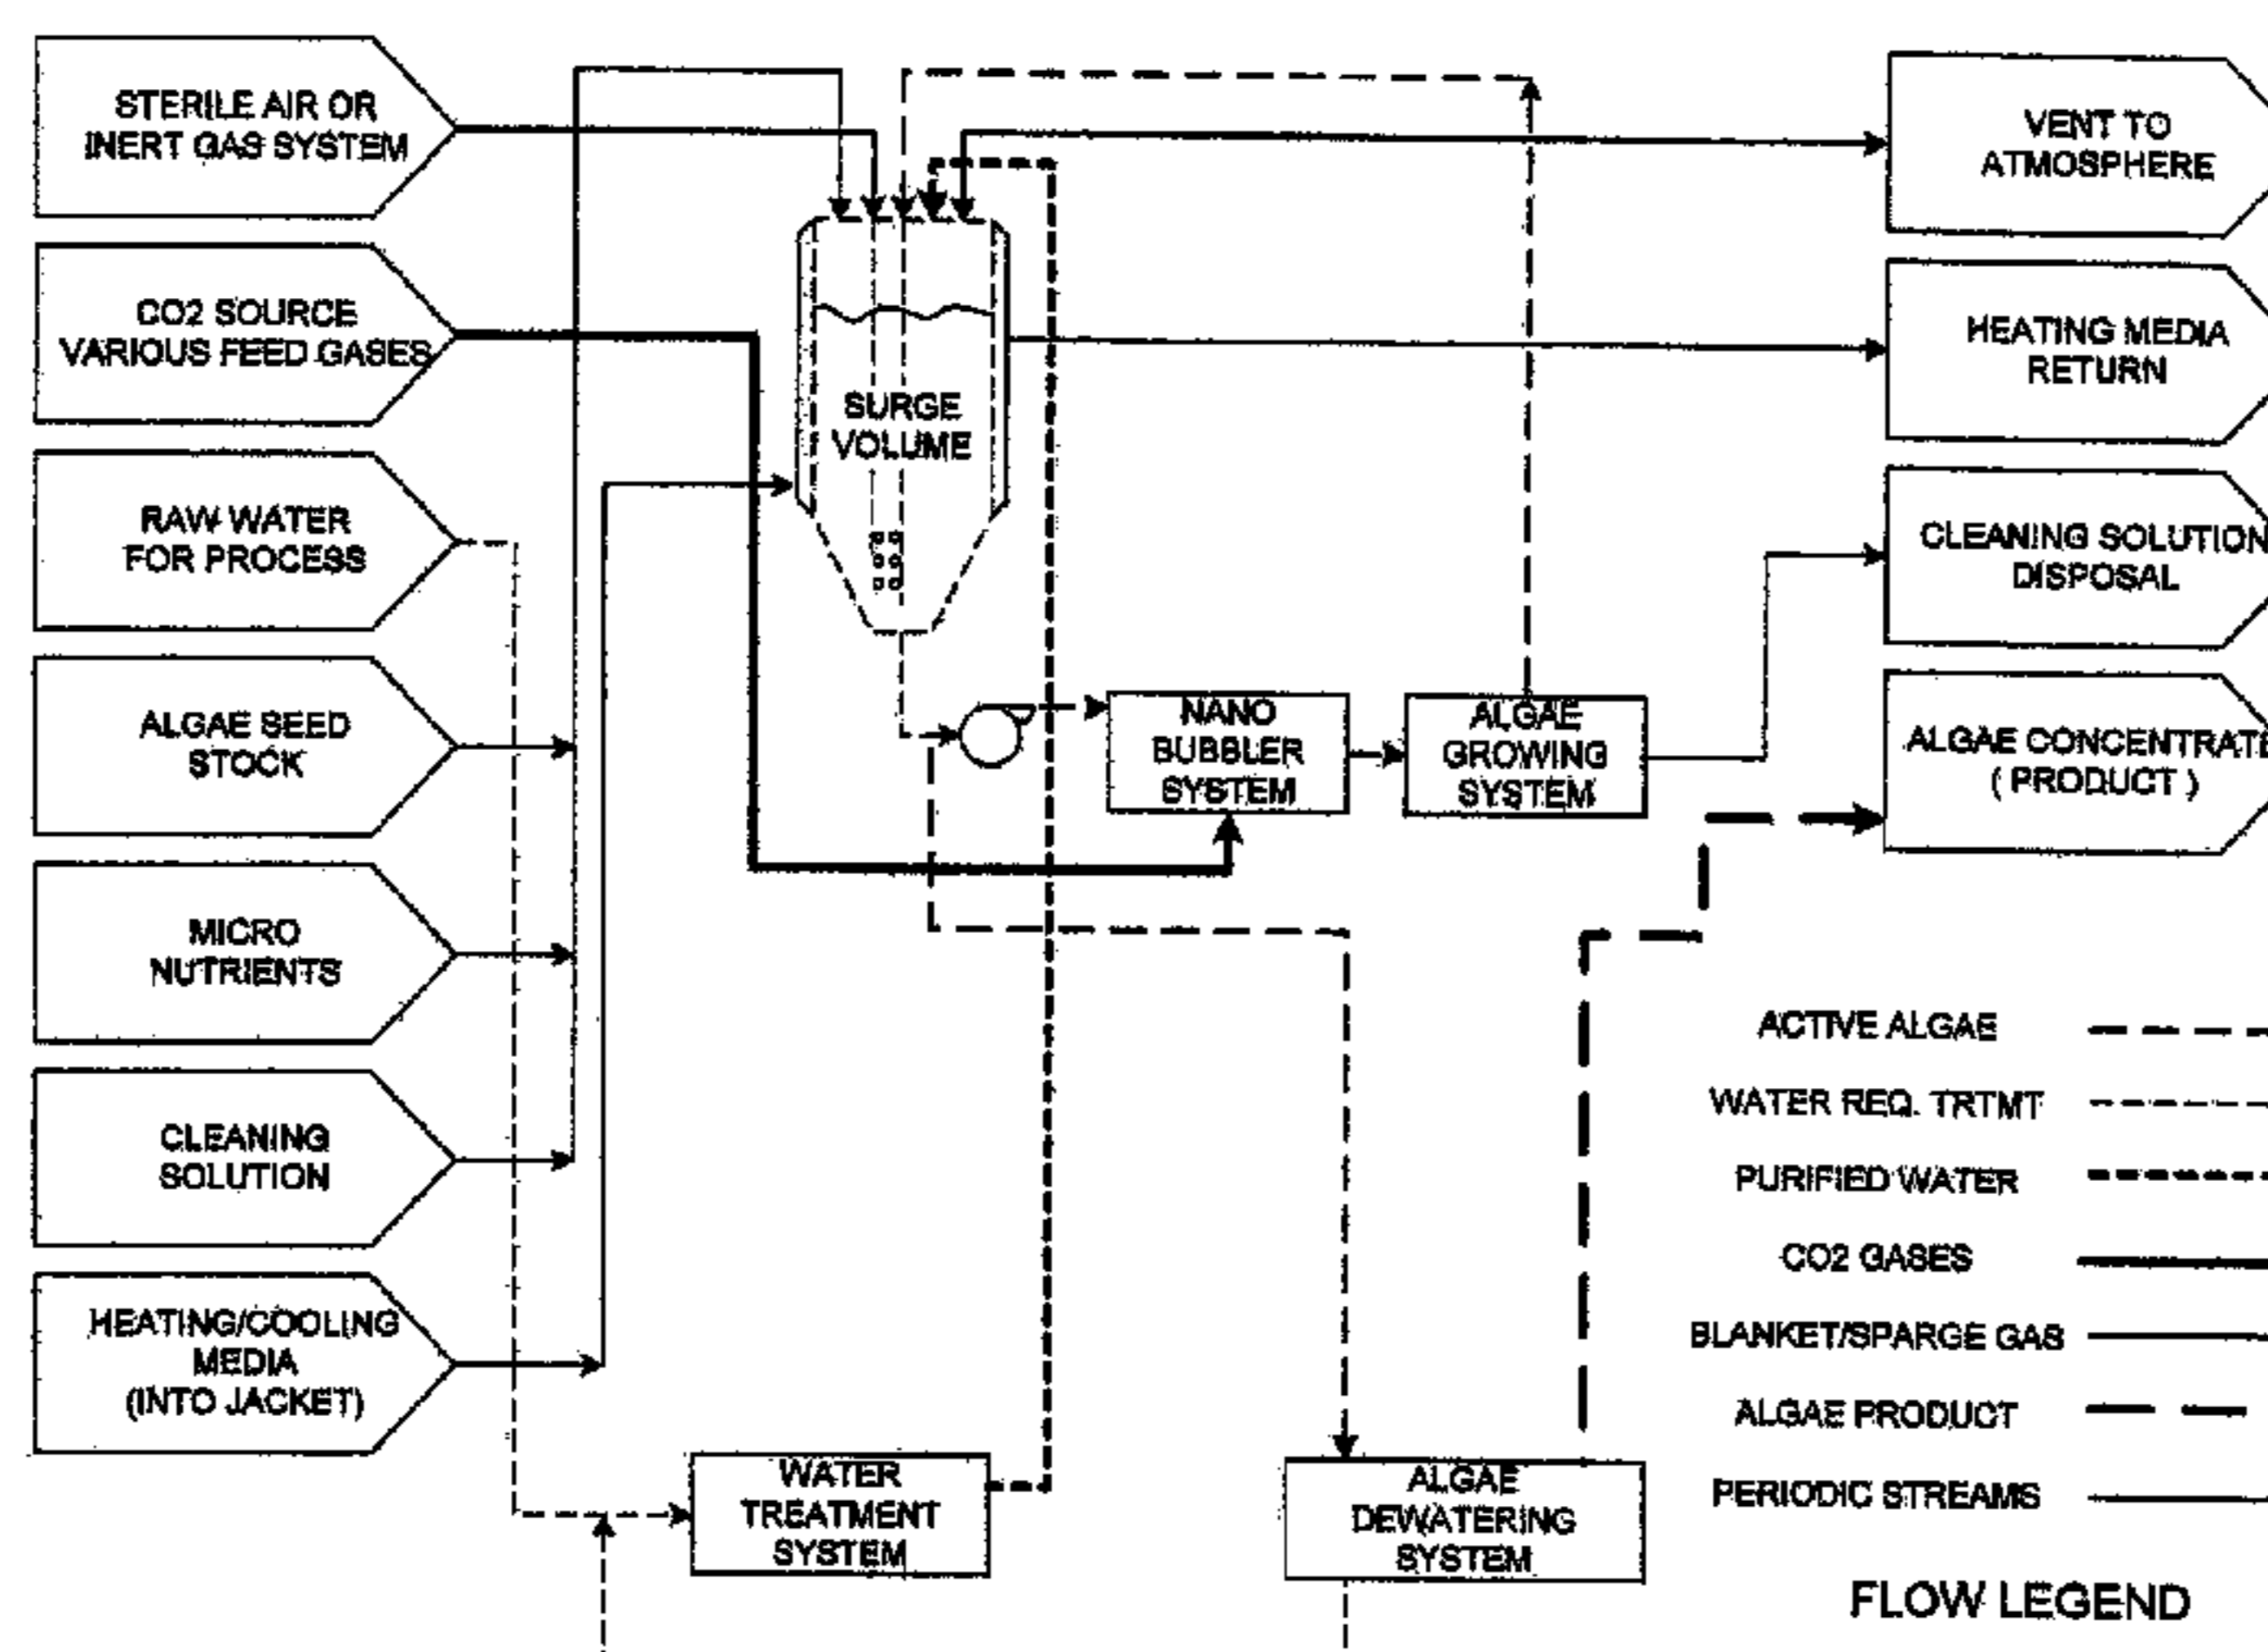 STERILE AIR OR
INERT GAS SYSTEM
CO2 SOURCE
VARIOUS FEED GASES
RAW WATER
FOR PROCESS
ALGAE SEED
STOCK
MICRO
NUTRIENTS
CLEANING
SOLUTION
HEATING/COOLING
MEDIA
(INTO JACKET)
SURGE
VOLUME
NANO
BUBBLER
SYSTEM
ALGAE
GROWING
SYSTEM
WATER
TREATMENT
SYSTEM
ALGAE
DEWATERING
SYSTEM
VENT TO
ATMOSPHERE
HEATING MEDIA
RETURN
CLEANING SOLUTION
DISPOSAL
ALGAE CONCENTRATE
( PRODUCT )
ACTIVE ALGAE
WATER REQ. TRTMT
PURIFIED WATER
CO2 GASES
BLANKET/SPARGE GAS
ALGAE PRODUCT
PERIODIC STREAMS
FLOW LEGEND